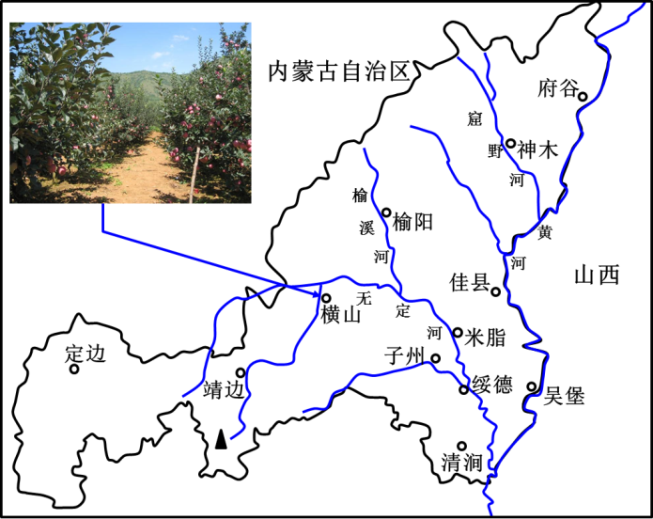 内蒙古自治区
府谷
窟野河
神木
榆溪河
榆阳
黄河
山西
佳县
横山
无定河
米脂
定边
靖边
子州
绥德
吴堡
清涧